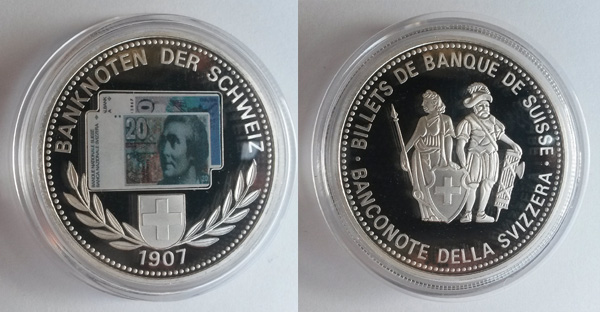 BANKNOTEN DER SCHWEIZ
20
1907
· BILLETS DE BANQUE DE SUISSE ·
BANCONOTE DELLA SVIZZERA